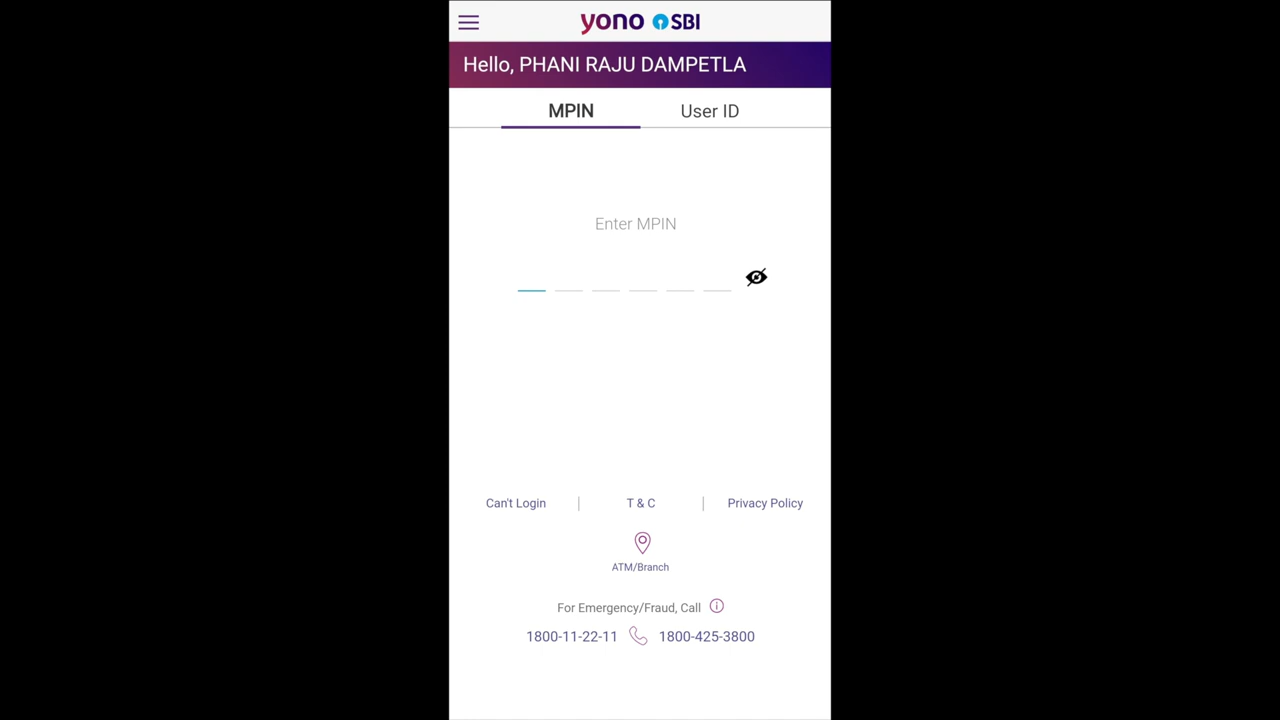 yono SBI
Hello, PHANI RAJU DAMPETLA
MPIN User ID
Enter MPIN
Can't Login | T & C | Privacy Policy
ATM/Branch
For Emergency/Fraud, Call
1800-11-22-11 1800-425-3800